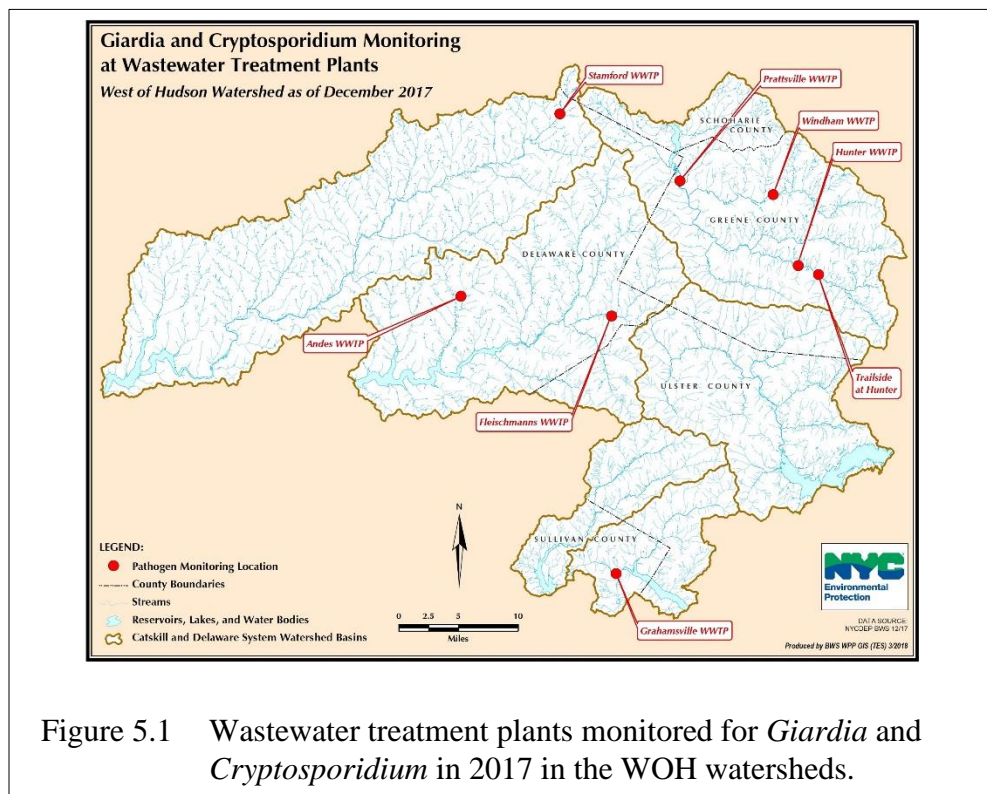 Giardia and Cryptosporidium Monitoring
at Wastewater Treatment Plants
West of Hudson Watershed as of December 2017
Stamford WWTP
Prattsville WWTP
SCHOHARIE
COUNTY
Windham WWTP
Hunter WWTP
GREENE COUNTY
DELAWARE COUNTY
Andes WWTP
Trailside
at Hunter
ULSTER COUNTY
Fleischmanns WWTP
N
SULLIVAN COUNTY
LEGEND:
Pathogen Monitoring Location
County Boundaries
Streams
Reservoirs, Lakes, and Water Bodies
Catskill and Delaware System Watershed Basins
0 2.5 5 10
Miles
Grahamsville WWTP
NYC
Environmental
Protection
DATA SOURCE:
NYCDEP BWS 12/17
Produced by BWS WPP GIS (TES) 3/2018
Figure 5.1 Wastewater treatment plants monitored for Giardia and
Cryptosporidium in 2017 in the WOH watersheds.